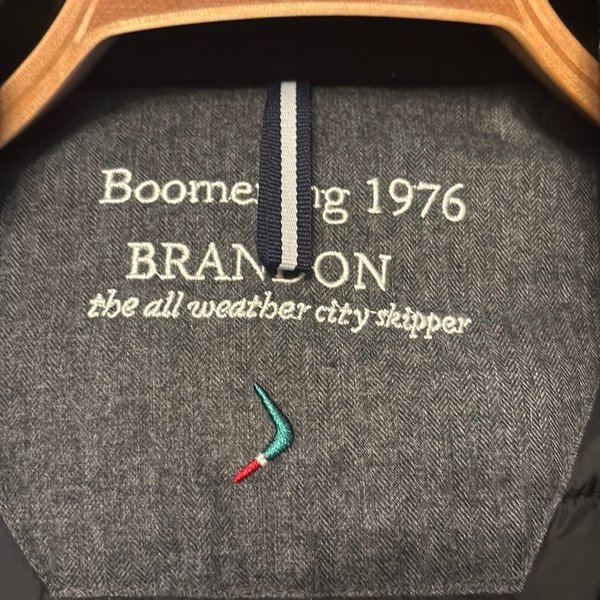 Boomerang 1976
BRANDON
the all weather city skipper